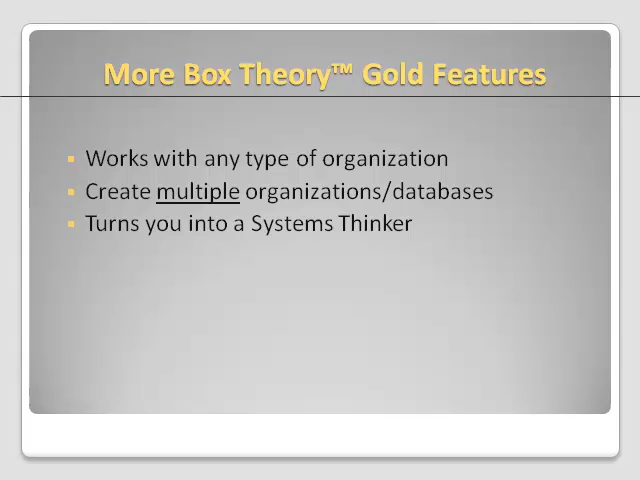 More Box Theory™ Gold Features
▪ Works with any type of organization
▪ Create multiple organizations/databases
▪ Turns you into a Systems Thinker